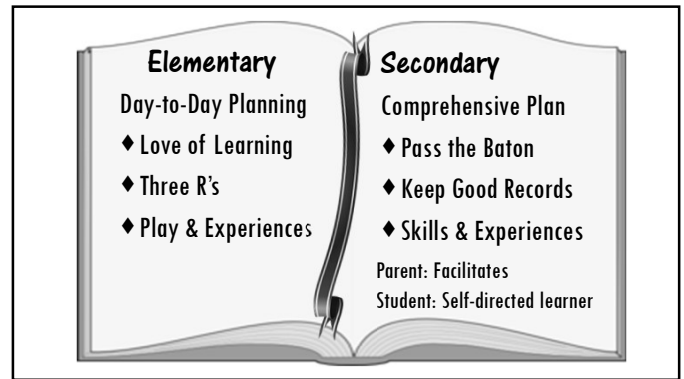 Elementary
Day-to-Day Planning
♦ Love of Learning
♦ Three R's
♦ Play & Experiences
Secondary
Comprehensive Plan
♦ Pass the Baton
♦ Keep Good Records
♦ Skills & Experiences
Parent: Facilitates
Student: Self-directed learner